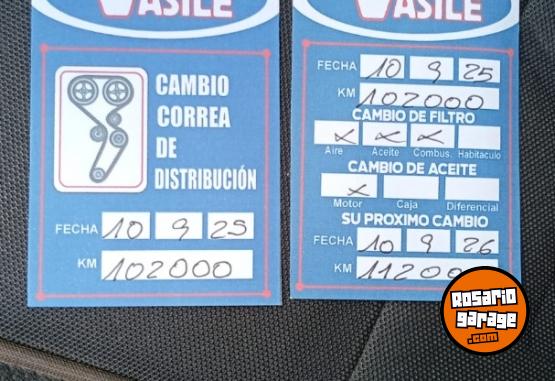 VASILE
CAMBIO
CORREA
DE
DISTRIBUCIÓN
FECHA 10 9 25
KM 102000
VASILE
FECHA 10 9 25
KM 102000
CAMBIO DE FILTRO
Aire Aceite Combus. Habitáculo
CAMBIO DE ACEITE
Motor Caja Diferencial
SU PROXIMO CAMBIO
FECHA 10 9 26
KM 11200
Rosario
garage
.com